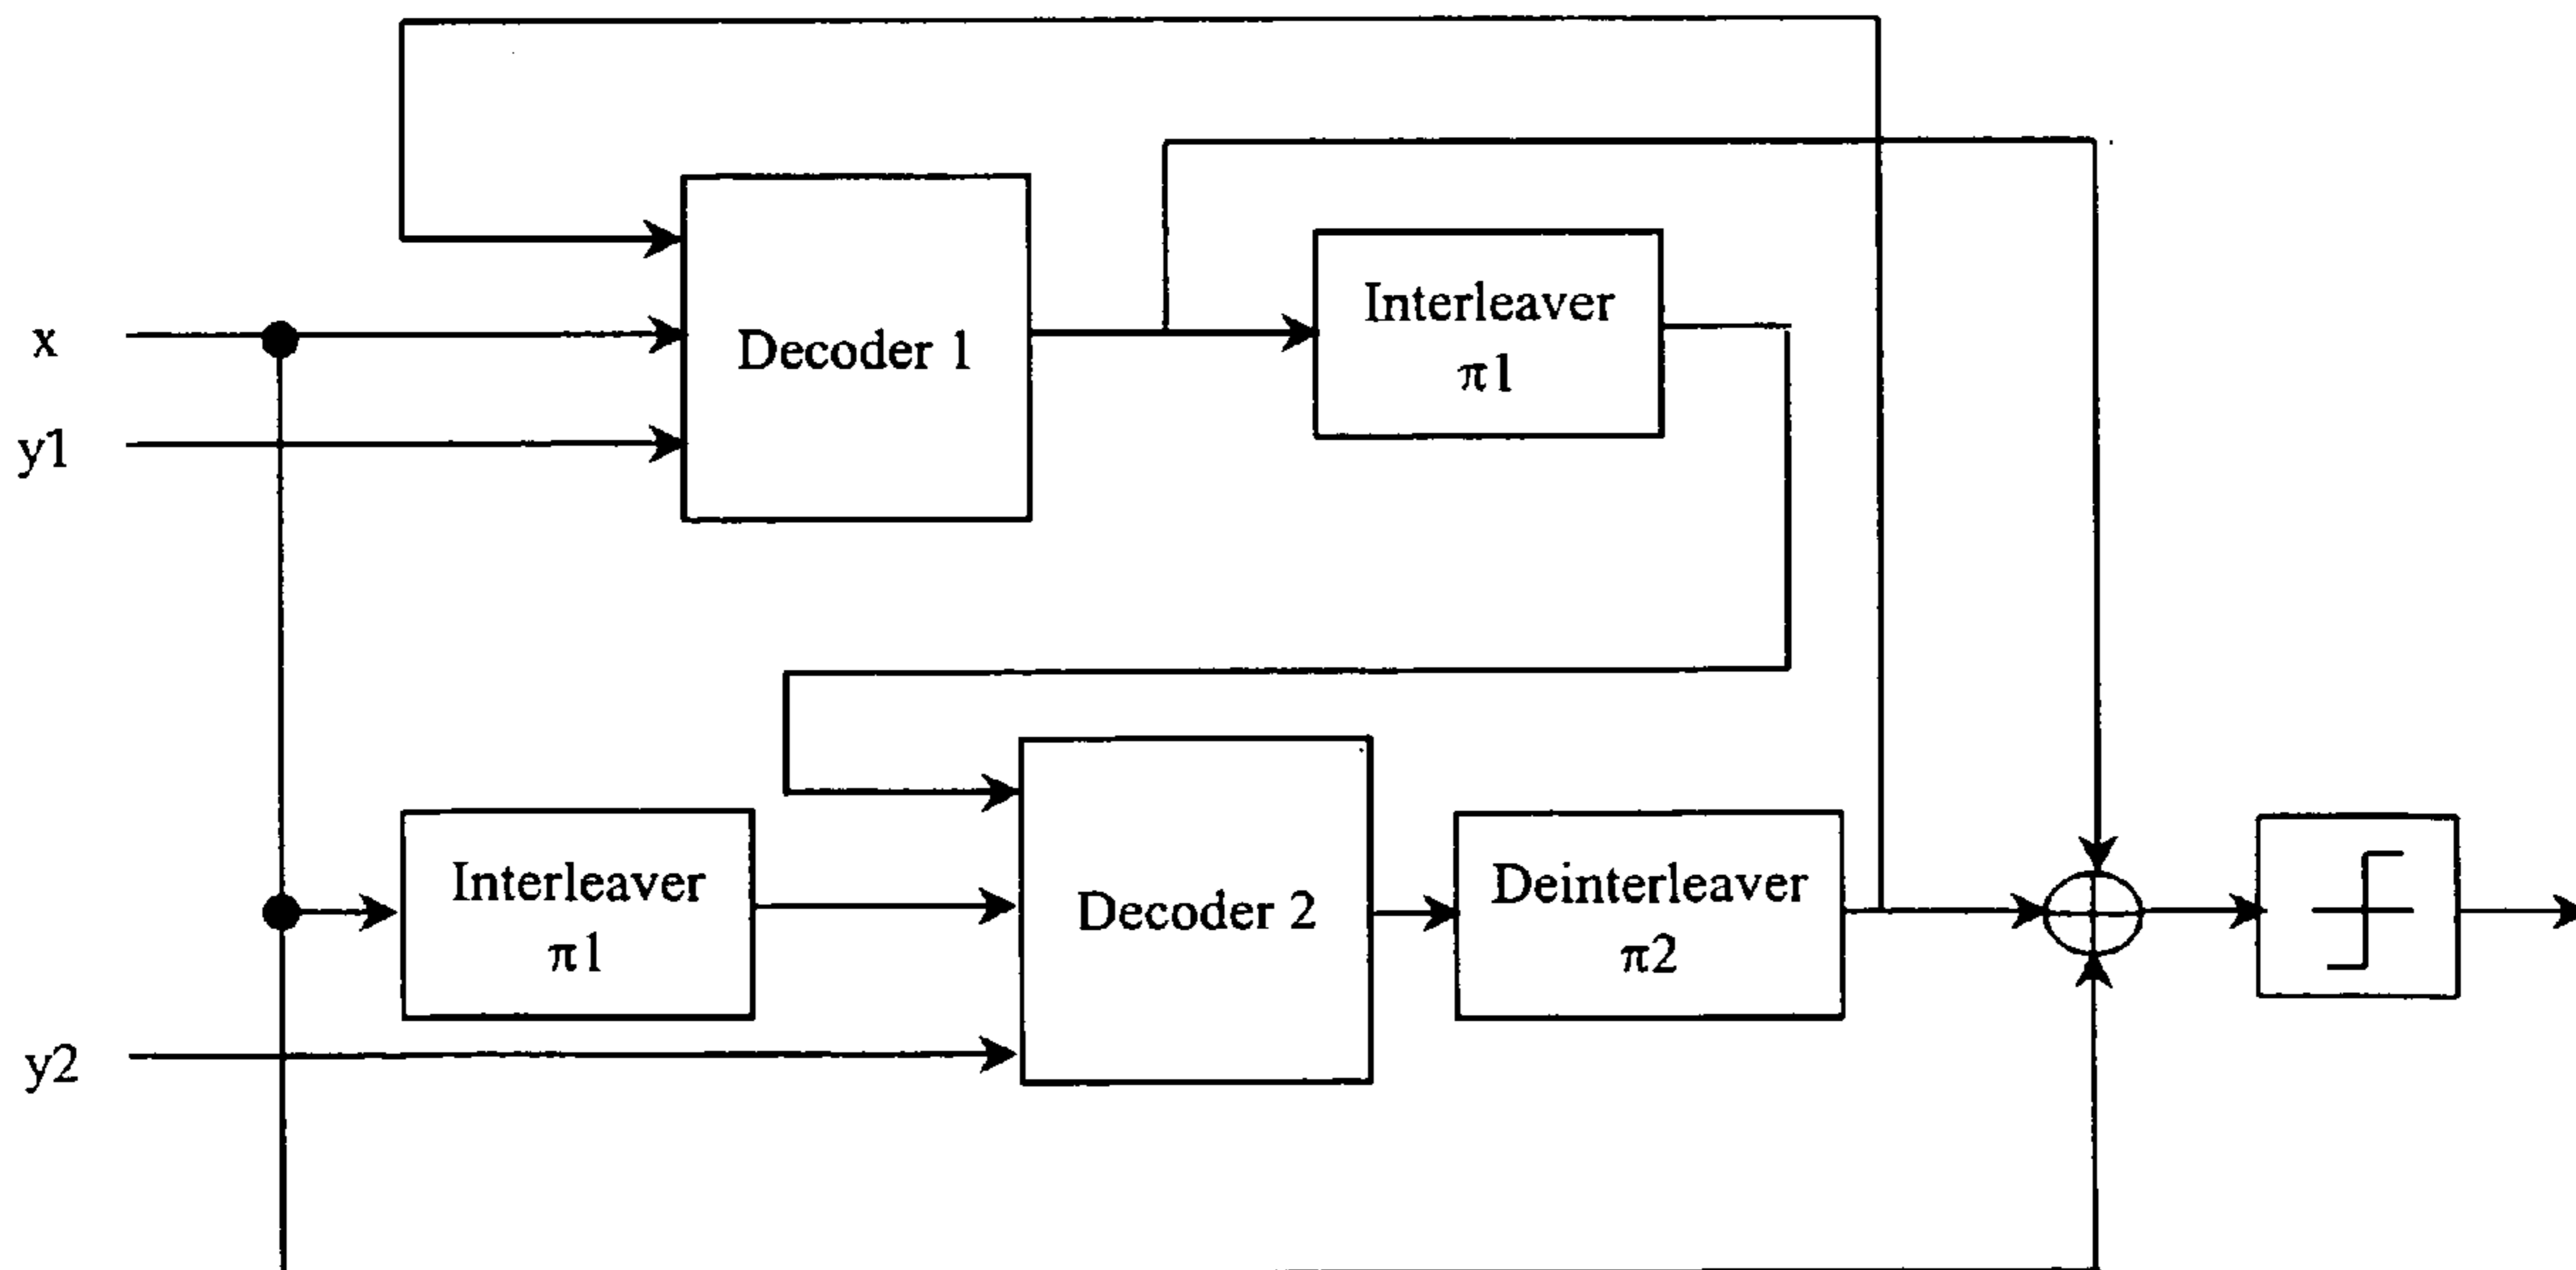 x
y1
Decoder 1
Interleaver
π1
Interleaver
π1
Decoder 2
Deinterleaver
π2
y2